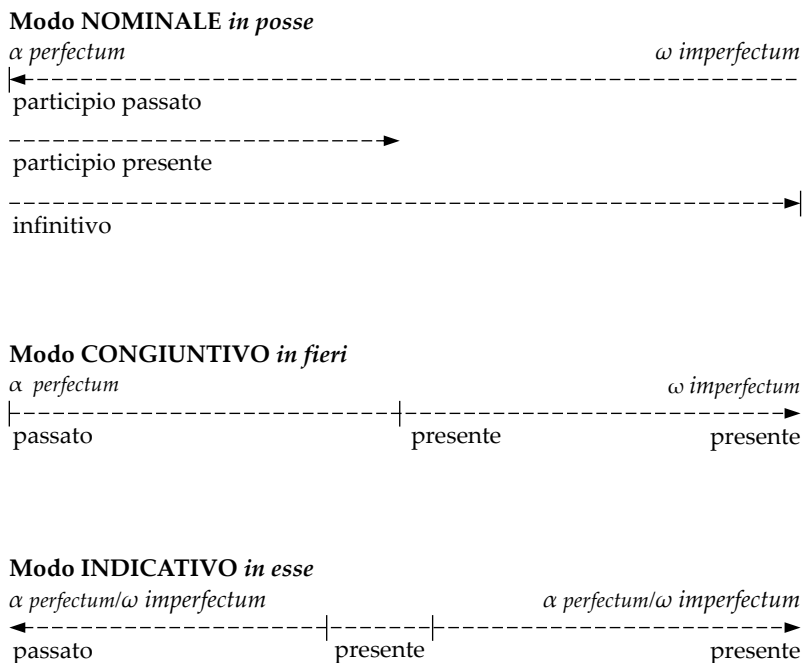 Modo NOMINALE in posse
α perfectum ω imperfectum
participio passato
participio presente
infinitivo
Modo CONGIUNTIVO in fieri
α perfectum ω imperfectum
passato presente presente
Modo INDICATIVO in esse
α perfectum/ω imperfectum α perfectum/ω imperfectum
passato presente presente